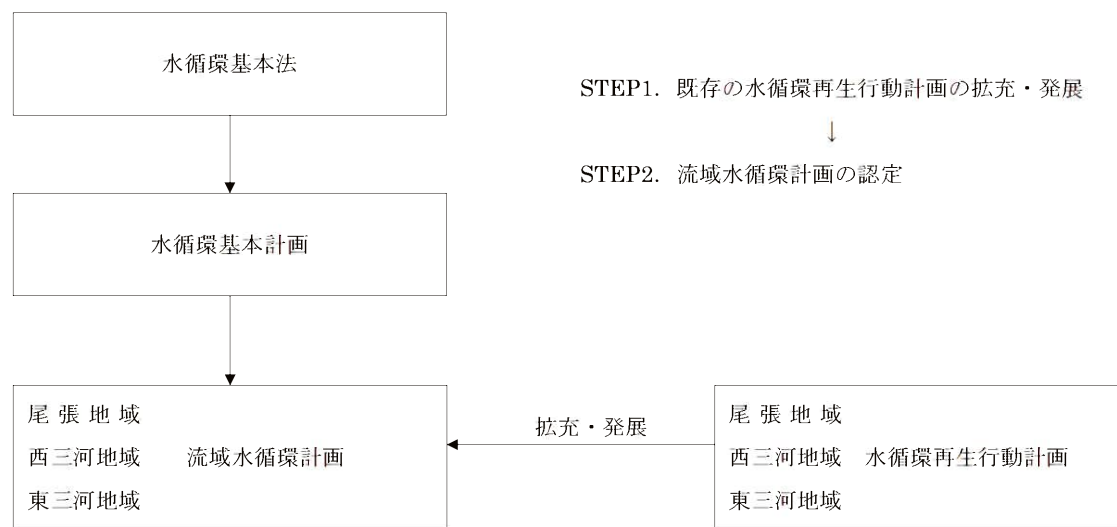 水循環基本法
STEP1. 既存の水循環再生行動計画の拡充・発展
↓
STEP2. 流域水循環計画の認定
水循環基本計画
尾張地域
西三河地域 流域水循環計画
東三河地域
拡充・発展
尾張地域
西三河地域 水循環再生行動計画
東三河地域